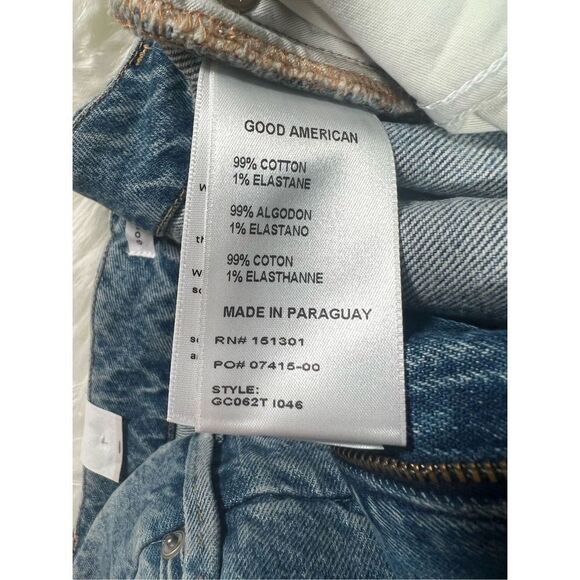 GOOD AMERICAN
99% COTTON
1% ELASTANE
99% ALGODON
1% ELASTANO
99% COTON
1% ELASTHANNE
MADE IN PARAGUAY
RN# 151301
PO# 07415-00
STYLE:
GC062T I046